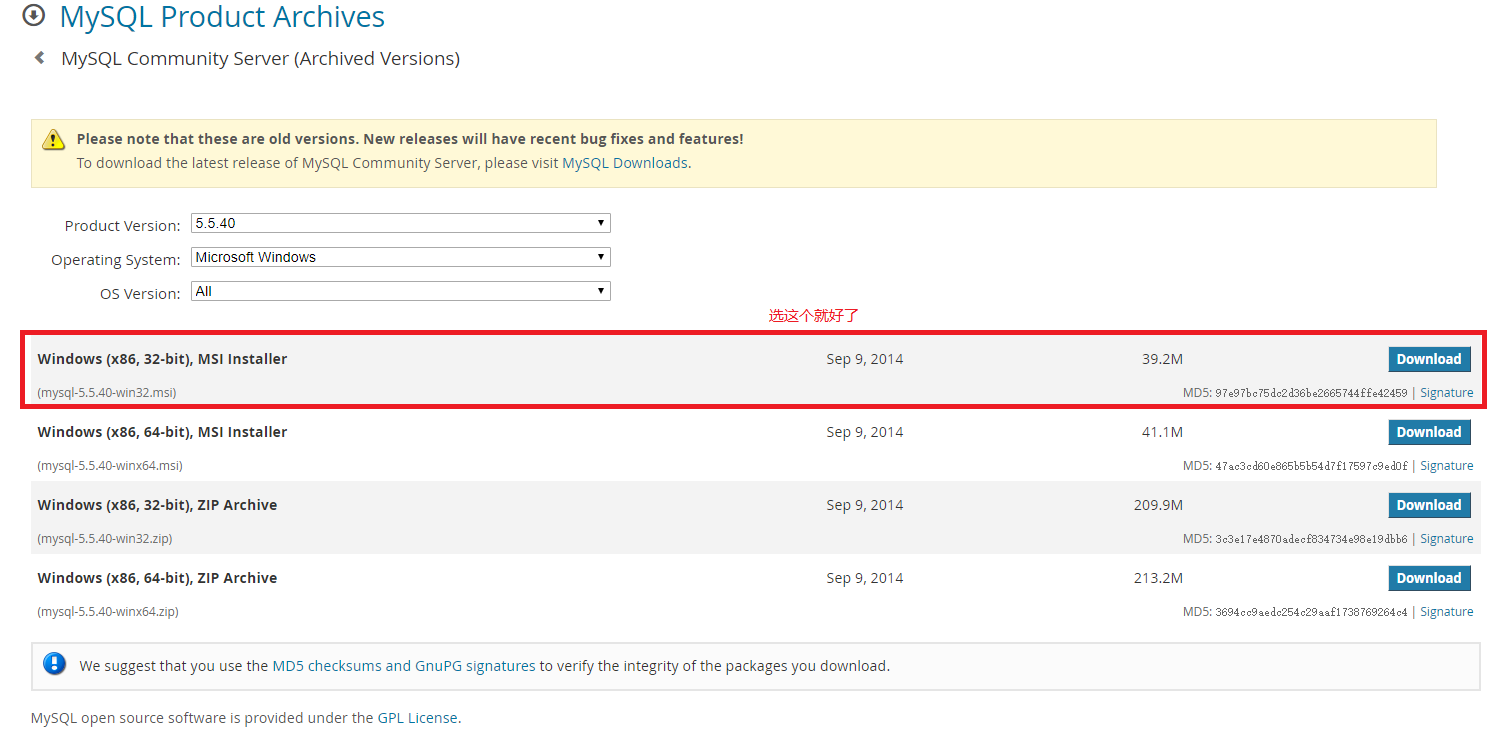 MySQL Product Archives
MySQL Community Server (Archived Versions)
Please note that these are old versions. New releases will have recent bug fixes and features!
To download the latest release of MySQL Community Server, please visit MySQL Downloads.
Product Version: 5.5.40
Operating System: Microsoft Windows
OS Version: All
选这个就好了
Windows (x86, 32-bit), MSI Installer Sep 9, 2014 39.2M Download
(mysql-5.5.40-win32.msi) MD5: 97e97bc75dc2d36be2665744ffe42459 | Signature
Windows (x86, 64-bit), MSI Installer Sep 9, 2014 41.1M Download
(mysql-5.5.40-winx64.msi) MD5: 47ac3cd60e865b5b54d7f17597c9ed0f | Signature
Windows (x86, 32-bit), ZIP Archive Sep 9, 2014 209.9M Download
(mysql-5.5.40-win32.zip) MD5: 3c3e17e4870adecf834734e98e19dbb6 | Signature
Windows (x86, 64-bit), ZIP Archive Sep 9, 2014 213.2M Download
(mysql-5.5.40-winx64.zip) MD5: 3694cc9aedc254c29aaf1738769264c4 | Signature
We suggest that you use the MD5 checksums and GnuPG signatures to verify the integrity of the packages you download.
MySQL open source software is provided under the GPL License.